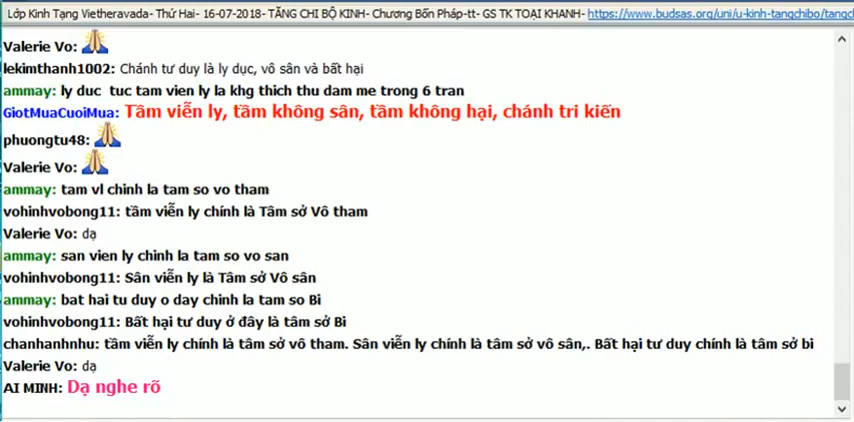 Lớp Kinh Tạng Vietheravada- Thứ Hai- 16-07-2018- TĂNG CHI BỘ KINH- Chương Bốn Pháp-tt- GS TK TOẠI KHANH- https://www.budsas.org/uni/u-kinh-tangchibo/tangc
Valerie Vo:
lekimthanh1002: Chánh tư duy là ly dục, vô sân và bất hại
ammay: ly duc tuc tam vien ly la khg thich thu dam me trong 6 tran
GiotMuaCuoiMua: Tầm viễn ly, tầm không sân, tầm không hại, chánh tri kiến
phuongtu48:
Valerie Vo:
ammay: tam vl chinh la tam so vo tham
vohinhvobong11: tầm viễn ly chính là Tâm sở Vô tham
Valerie Vo: dạ
ammay: san vien ly chinh la tam so vo san
vohinhvobong11: Sân viễn ly là Tâm sở Vô sân
ammay: bat hai tu duy o day chinh la tam so Bi
vohinhvobong11: Bất hại tư duy ở đây là tâm sở Bi
chanhanhnhu: tầm viễn ly chính là tâm sở vô tham. Sân viễn ly chính là tâm sở vô sân,. Bất hại tư duy chính là tâm sở bi
Valerie Vo: dạ
AI MINH: Dạ nghe rõ